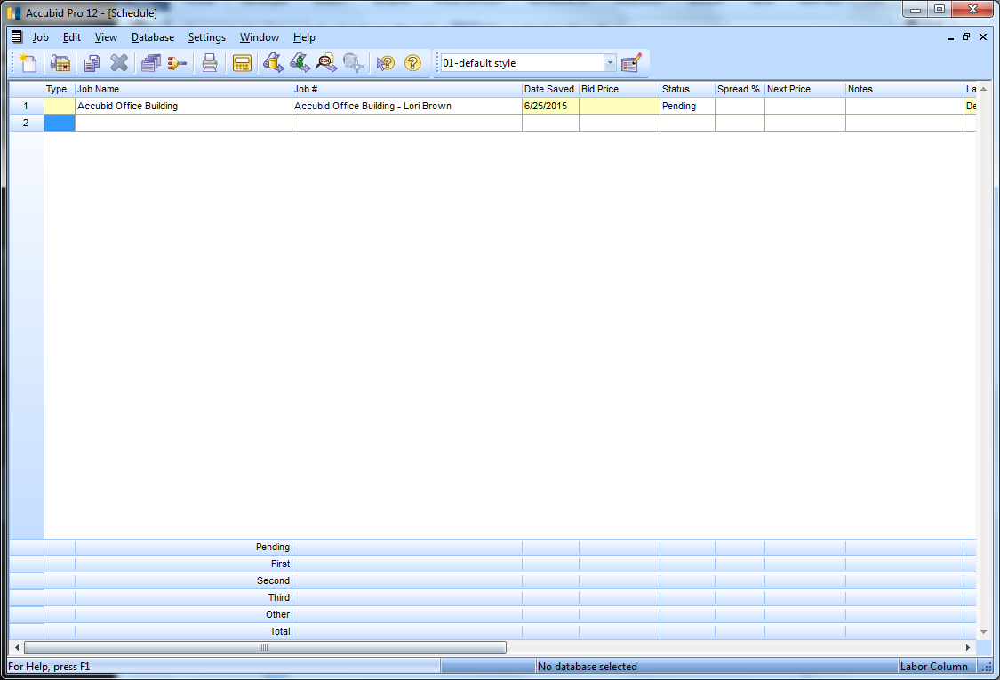 Accubid Pro 12 - [Schedule]
Job Edit View Database Settings Window Help
01-default style
Type Job Name Job # Date Saved Bid Price Status Spread % Next Price Notes La
1 Accubid Office Building Accubid Office Building - Lori Brown 6/25/2015 Pending De
2
Pending
First
Second
Third
Other
Total
For Help, press F1 No database selected Labor Column